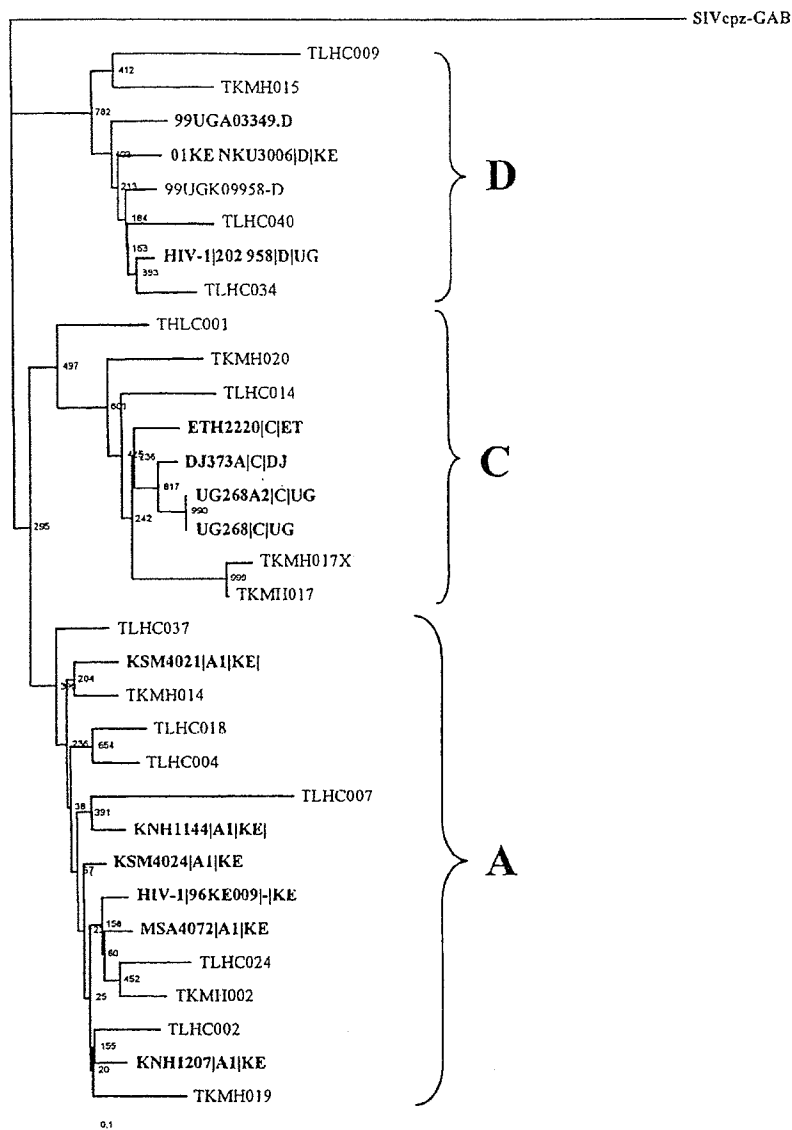 SIVcpz-GAB
TLHC009
412
TKMH015
782
99UGA03349.D
01KE NKU3006|D|KE
213
99UGK09958-D
184
TLHC040
163
HIV-1|202 958|D|UG
393
TLHC034
D
THLC001
497
TKMH020
601
TLHC014
ETH2220|C|ET
236
DJ373A|C|DJ
817
UG268A2|C|UG
990
242
UG268|C|UG
295
TKMH017X
999
TKMH017
C
TLHC037
KSM4021|A1|KE|
204
TKMH014
TLHC018
236
654
TLHC004
TLHC007
38
391
KNH1144|A1|KE|
KSM4024|A1|KE
67
HIV-1|96KE009|-|KE
158
MSA4072|A1|KE
60
TLHC024
452
TKMH002
25
TLHC002
155
KNH1207|A1|KE
20
TKMH019
A
0.1